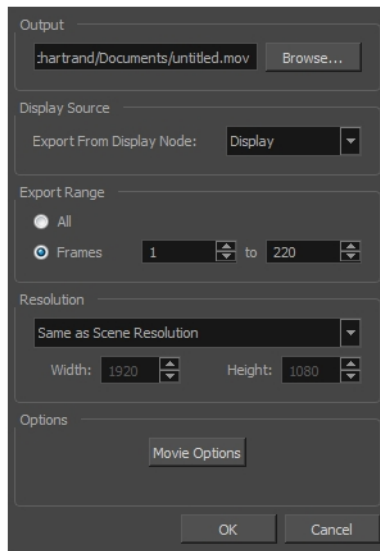 Output
:hartrand/Documents/untitled.mov Browse...
Display Source
Export From Display Node: Display
Export Range
All
Frames 1 to 220
Resolution
Same as Scene Resolution
Width: 1920 Height: 1080
Options
Movie Options
OK Cancel